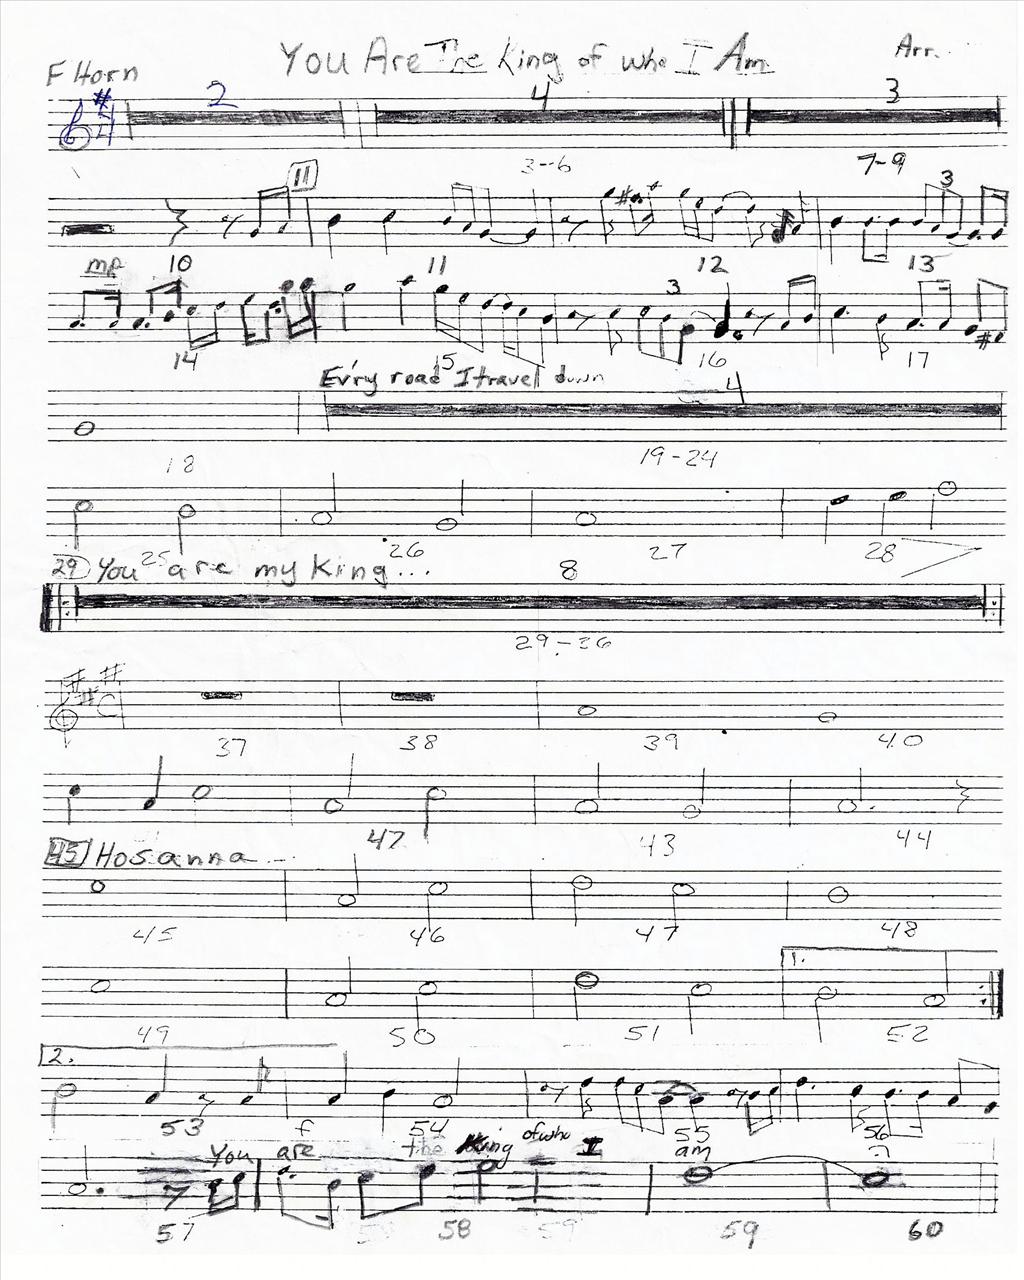 You Are The King of who I Am
Arr.
F Horn
2 4 3
3--6 7-9
11 3
mp 10 11 12 13
3
14 15 16 17
Ev'ry road I travel down 4
18 19-24
25 26 27 28
29 You are my King... 8
29-36
37 38 39 40
47 43 44
45 Hosanna
45 46 47 48
1.
49 50 51 52
2.
53 f 54 55 56
You are the King of who I am
57 58 59 59 60